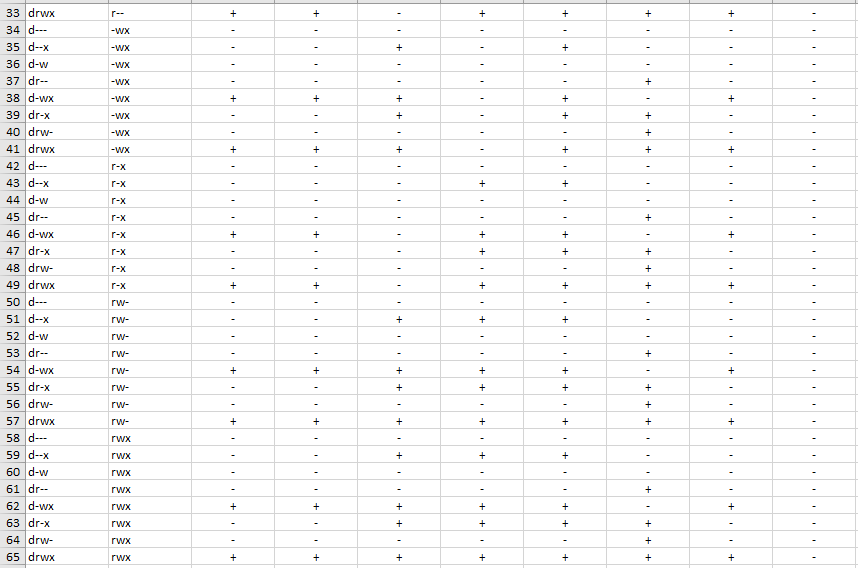 33 drwx r-- + + - + + + + -
34 d--- -wx - - - - - - - -
35 d--x -wx - - + - + - - -
36 d-w -wx - - - - - - - -
37 dr-- -wx - - - - - + - -
38 d-wx -wx + + + - + - + -
39 dr-x -wx - - + - + + - -
40 drw- -wx - - - - - + - -
41 drwx -wx + + + - + + + -
42 d--- r-x - - - - - - - -
43 d--x r-x - - - + + - - -
44 d-w r-x - - - - - - - -
45 dr-- r-x - - - - - + - -
46 d-wx r-x + + - + + - + -
47 dr-x r-x - - - + + + - -
48 drw- r-x - - - - - + - -
49 drwx r-x + + - + + + + -
50 d--- rw- - - - - - - - -
51 d--x rw- - - + + + - - -
52 d-w rw- - - - - - - - -
53 dr-- rw- - - - - - + - -
54 d-wx rw- + + + + + - + -
55 dr-x rw- - - + + + + - -
56 drw- rw- - - - - - + - -
57 drwx rw- + + + + + + + -
58 d--- rwx - - - - - - - -
59 d--x rwx - - + + + - - -
60 d-w rwx - - - - - - - -
61 dr-- rwx - - - - - + - -
62 d-wx rwx + + + + + - + -
63 dr-x rwx - - + + + + - -
64 drw- rwx - - - - - + - -
65 drwx rwx + + + + + + + -